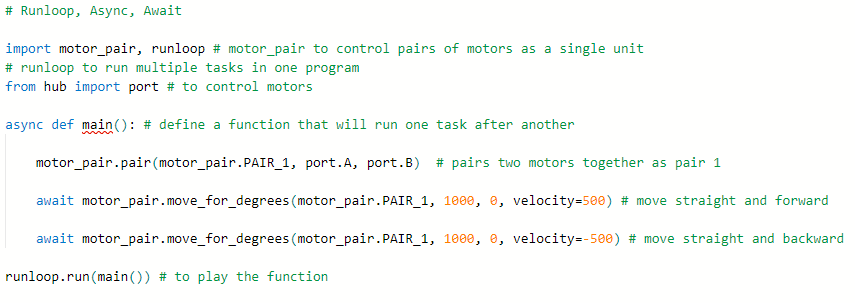 # Runloop, Async, Await
import motor_pair, runloop # motor_pair to control pairs of motors as a single unit
# runloop to run multiple tasks in one program
from hub import port # to control motors
async def main(): # define a function that will run one task after another
motor_pair.pair(motor_pair.PAIR_1, port.A, port.B)  # pairs two motors together as pair 1
await motor_pair.move_for_degrees(motor_pair.PAIR_1, 1000, 0, velocity=500) # move straight and forward
await motor_pair.move_for_degrees(motor_pair.PAIR_1, 1000, 0, velocity=-500) # move straight and backward
runloop.run(main()) # to play the function